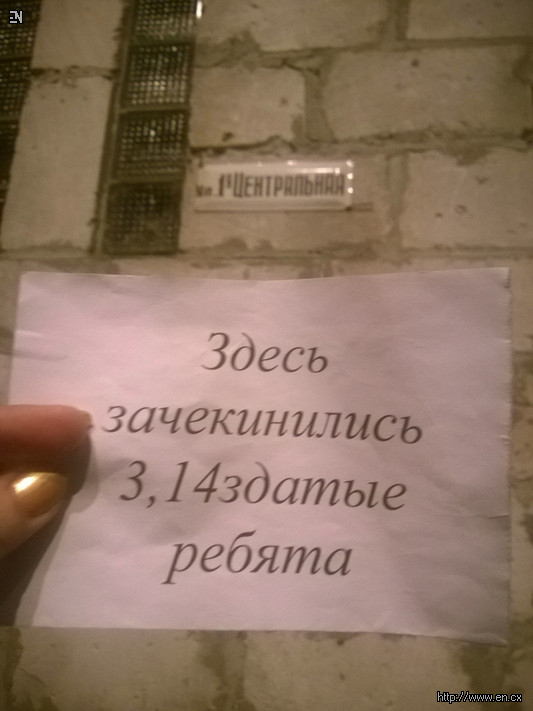 EN
ул. 1я ЦЕНТРАЛЬНАЯ
Здесь
зачекинились
3,14здатые
ребята
http://www.en.cx